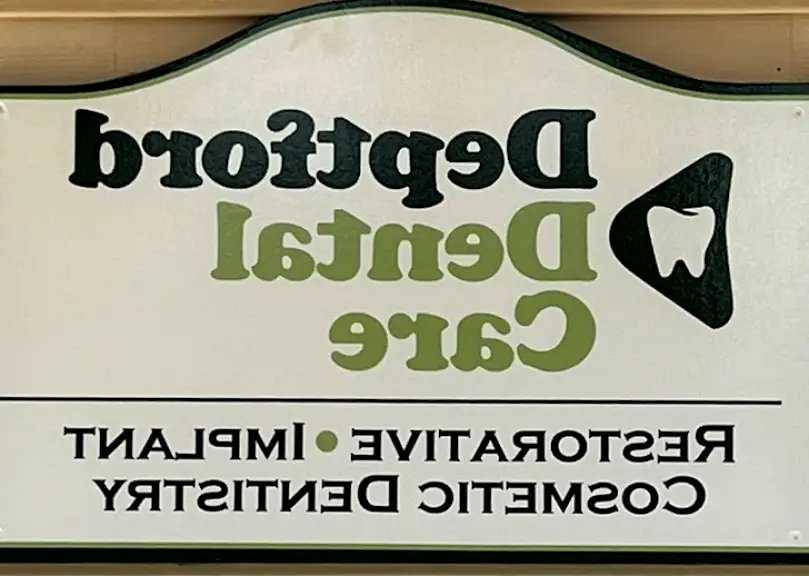 Deptford
Dental
Care
RESTORATIVE • IMPLANT
COSMETIC DENTISTRY